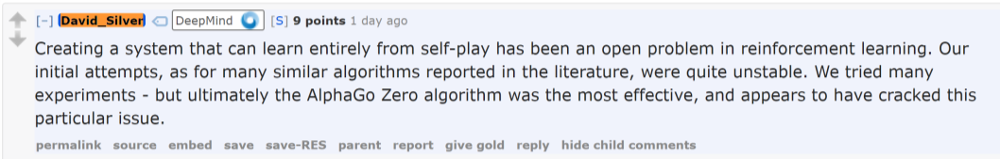 [-] David_Silver DeepMind [S] 9 points 1 day ago
Creating a system that can learn entirely from self-play has been an open problem in reinforcement learning. Our
initial attempts, as for many similar algorithms reported in the literature, were quite unstable. We tried many
experiments - but ultimately the AlphaGo Zero algorithm was the most effective, and appears to have cracked this
particular issue.
permalink source embed save save-RES parent report give gold reply hide child comments